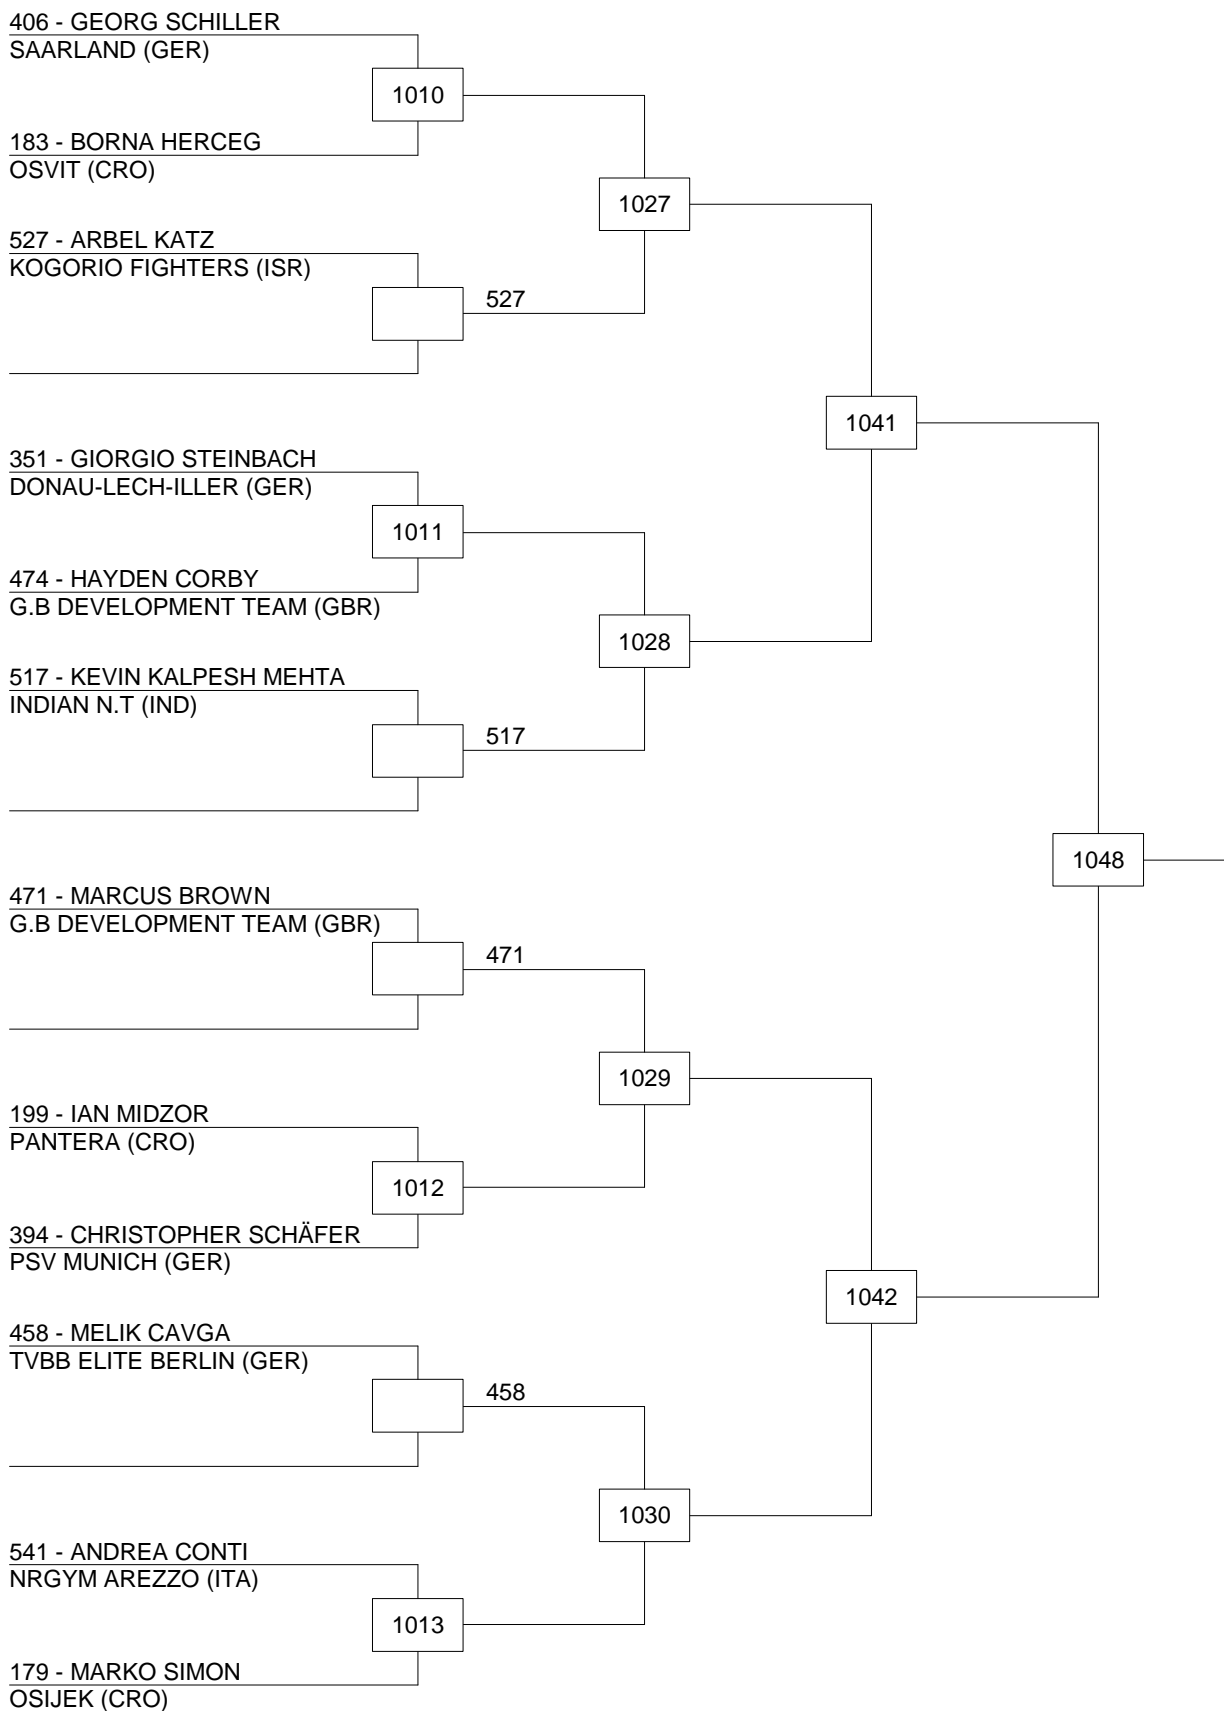 406 - GEORG SCHILLER
SAARLAND (GER)
1010
183 - BORNA HERCEG
OSVIT (CRO)
1027
527 - ARBEL KATZ
KOGORIO FIGHTERS (ISR)
527
1041
351 - GIORGIO STEINBACH
DONAU-LECH-ILLER (GER)
1011
474 - HAYDEN CORBY
G.B DEVELOPMENT TEAM (GBR)
1028
517 - KEVIN KALPESH MEHTA
INDIAN N.T (IND)
517
1048
471 - MARCUS BROWN
G.B DEVELOPMENT TEAM (GBR)
471
1029
199 - IAN MIDZOR
PANTERA (CRO)
1012
394 - CHRISTOPHER SCHÄFER
PSV MUNICH (GER)
1042
458 - MELIK CAVGA
TVBB ELITE BERLIN (GER)
458
1030
541 - ANDREA CONTI
NRGYM AREZZO (ITA)
1013
179 - MARKO SIMON
OSIJEK (CRO)